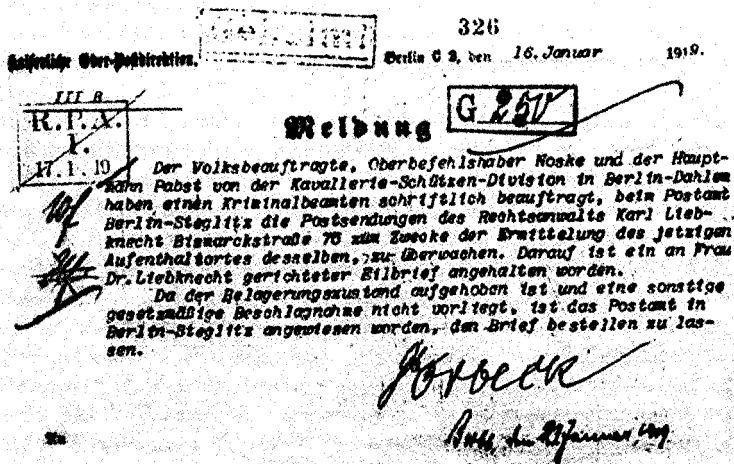 326
Kaiserliche Ober-Postdirektion.
Berlin C 2, den 16. Januar 1919.
III B
R.P.A.
1.
17.1.19
G 250
Meldung
Der Volksbeauftragte, Oberbefehlshaber Noske und der Haupt-
mann Pabst von der Kavallerie-Schützen-Division in Berlin-Dahlem
haben einen Kriminalbeamten schriftlich beauftragt, beim Postamt
Berlin-Steglitz die Postsendungen des Rechtsanwalts Karl Lieb-
knecht Bismarckstraße 75 zum Zwecke der Ermittelung des jetzigen
Aufenthaltortes desselben, zu überwachen. Darauf ist ein an Frau
Dr. Liebknecht gerichteter Eilbrief angehalten worden.
Da der Belagerungszustand aufgehoben ist und eine sonstige
gesetzmäßige Beschlagnahme nicht vorliegt, ist das Postamt in
Berlin-Steglitz angewiesen worden, den Brief bestellen zu las-
sen.
An